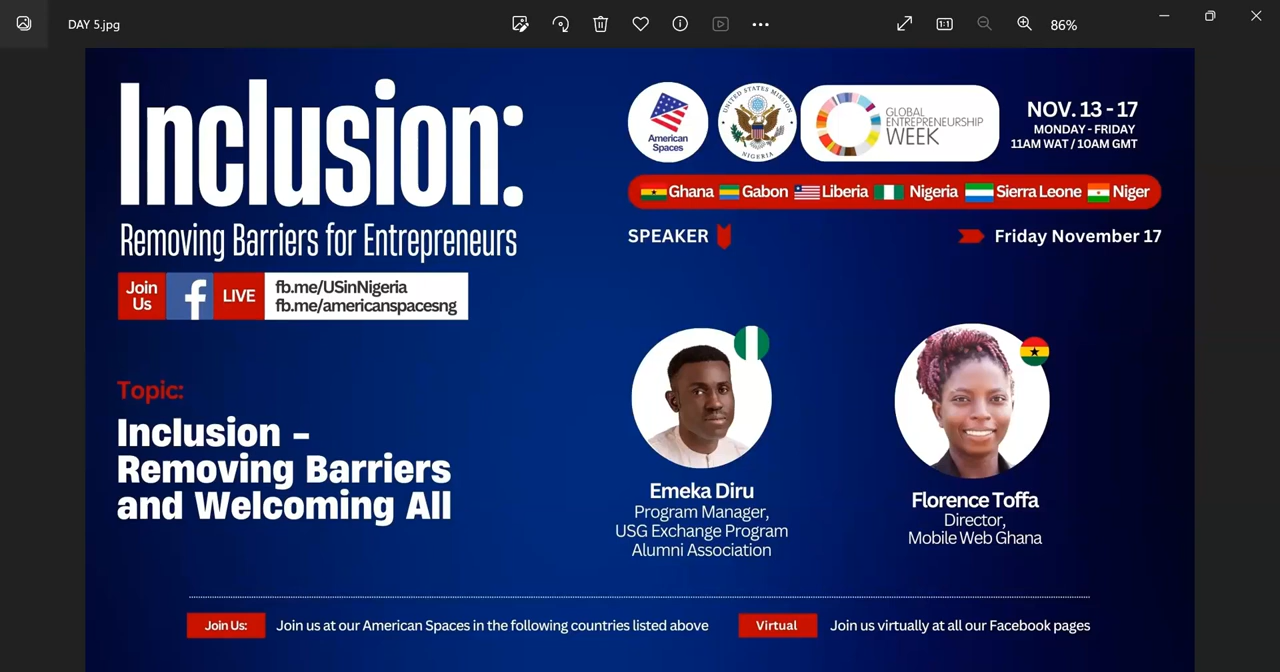 DAY 5.jpg
86%
Inclusion:
Removing Barriers for Entrepreneurs
Join
Us
f
LIVE
fb.me/USinNigeria
fb.me/americanspacesng
American
Spaces
UNITED STATES MISSION
NIGERIA
GLOBAL
ENTREPRENEURSHIP
WEEK
NOV. 13 - 17
MONDAY - FRIDAY
11AM WAT / 10AM GMT
Ghana Gabon Liberia Nigeria Sierra Leone Niger
SPEAKER
Friday November 17
Topic:
Inclusion –
Removing Barriers
and Welcoming All
Emeka Diru
Program Manager,
USG Exchange Program
Alumni Association
Florence Toffa
Director,
Mobile Web Ghana
Join Us: Join us at our American Spaces in the following countries listed above
Virtual Join us virtually at all our Facebook pages